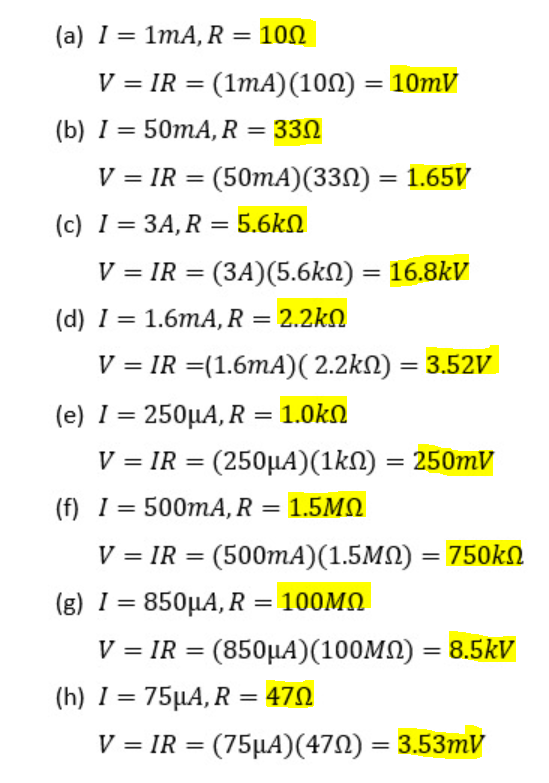 (a) I = 1mA, R = 10Ω
V = IR = (1mA)(10Ω) = 10mV
(b) I = 50mA, R = 33Ω
V = IR = (50mA)(33Ω) = 1.65V
(c) I = 3A, R = 5.6kΩ
V = IR = (3A)(5.6kΩ) = 16.8kV
(d) I = 1.6mA, R = 2.2kΩ
V = IR =(1.6mA)( 2.2kΩ) = 3.52V
(e) I = 250μA, R = 1.0kΩ
V = IR = (250μA)(1kΩ) = 250mV
(f) I = 500mA, R = 1.5MΩ
V = IR = (500mA)(1.5MΩ) = 750kΩ
(g) I = 850μA, R = 100MΩ
V = IR = (850μA)(100MΩ) = 8.5kV
(h) I = 75μA, R = 47Ω
V = IR = (75μA)(47Ω) = 3.53mV